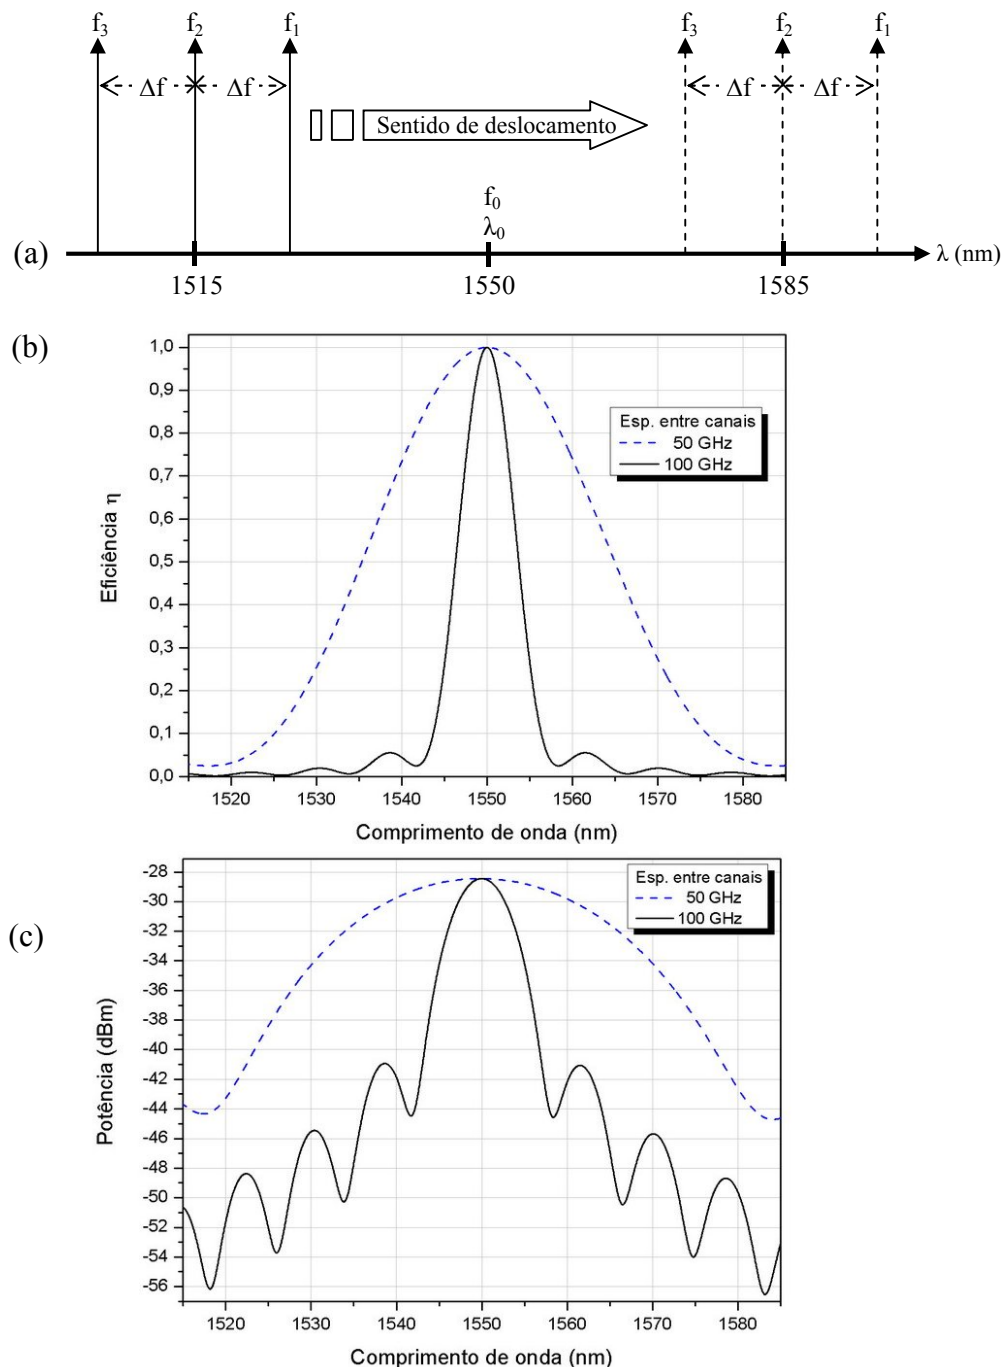 f3 f2 f1 f3 f2 f1
Δf Δf Δf Δf
Sentido de deslocamento
f0
λ0
(a) λ (nm)
1515 1550 1585
(b)
1,0
0,9
0,8
0,7
0,6
0,5
0,4
0,3
0,2
0,1
0,0
Eficiência η
Esp. entre canais
50 GHz
100 GHz
1520 1530 1540 1550 1560 1570 1580
Comprimento de onda (nm)
(c)
-28
-30
-32
-34
-36
-38
-40
-42
-44
-46
-48
-50
-52
-54
-56
Potência (dBm)
Esp. entre canais
50 GHz
100 GHz
1520 1530 1540 1550 1560 1570 1580
Comprimento de onda (nm)